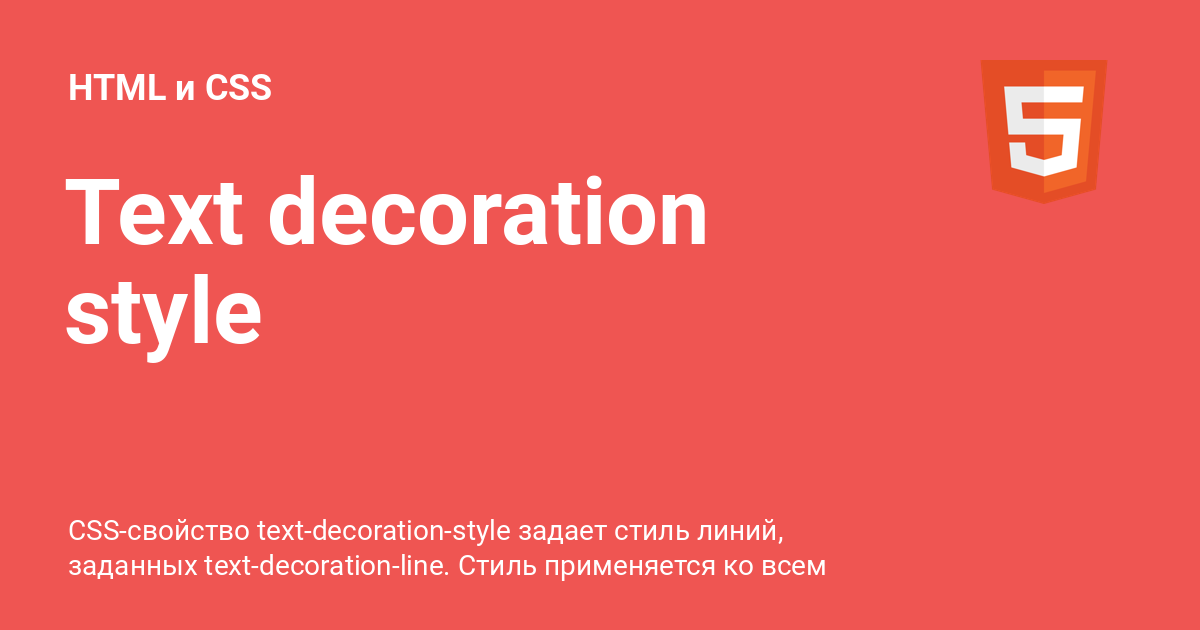 HTML и CSS
Text decoration
style
CSS-свойство text-decoration-style задает стиль линий,
заданных text-decoration-line. Стиль применяется ко всем